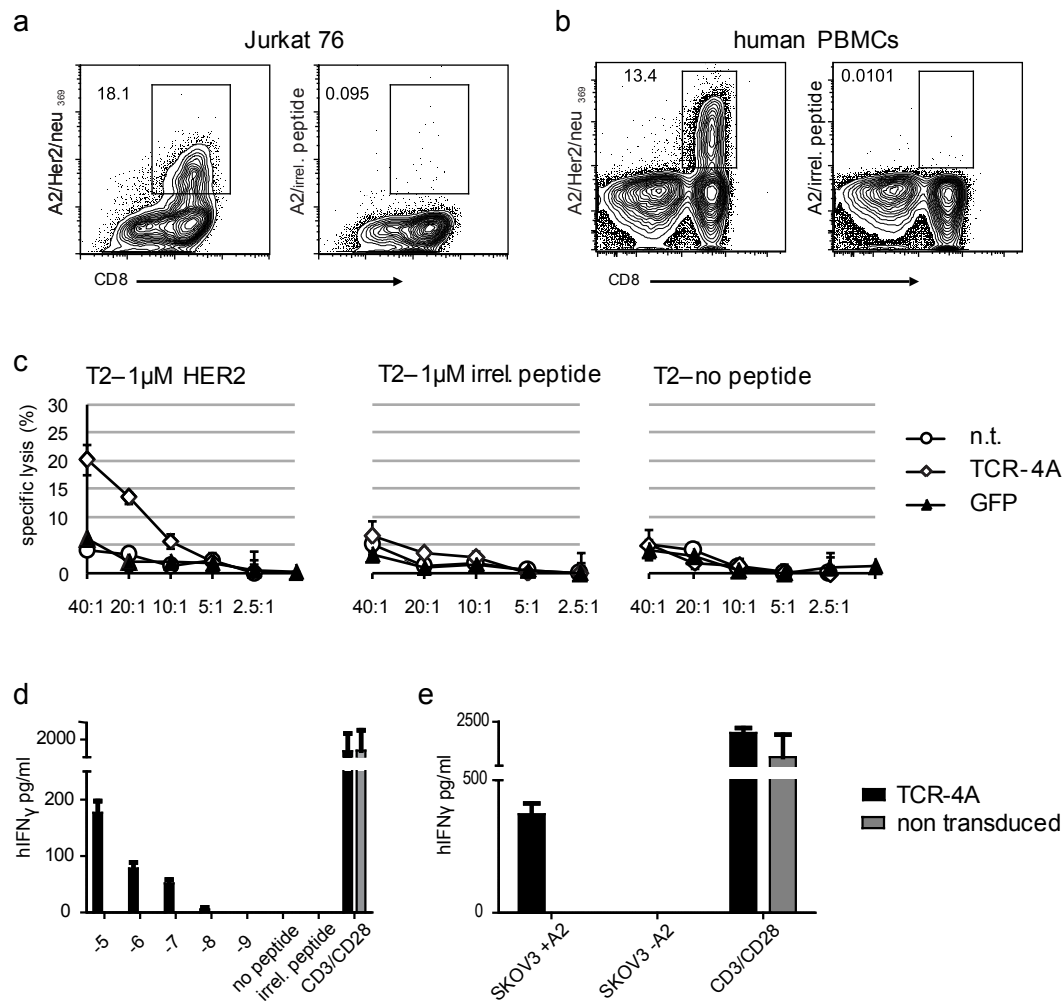 a
Jurkat 76
18.1
A2/Her2/neu 369
0.095
A2/irrel. peptide
CD8
b
human PBMCs
13.4
A2/Her2/neu 369
0.0101
A2/irrel. peptide
CD8
c
T2–1µM HER2
T2–1µM irrel. peptide
T2–no peptide
specific lysis (%)
30
25
20
15
10
5
0
40:1 20:1 10:1 5:1 2.5:1
40:1 20:1 10:1 5:1 2.5:1
40:1 20:1 10:1 5:1 2.5:1
n.t.
TCR-4A
GFP
d
hIFNγ pg/ml
2000
200
100
0
-5
-6
-7
-8
-9
no peptide
irrel. peptide
CD3/CD28
e
hIFNγ pg/ml
2500
500
0
SKOV3 +A2
SKOV3 -A2
CD3/CD28
TCR-4A
non transduced